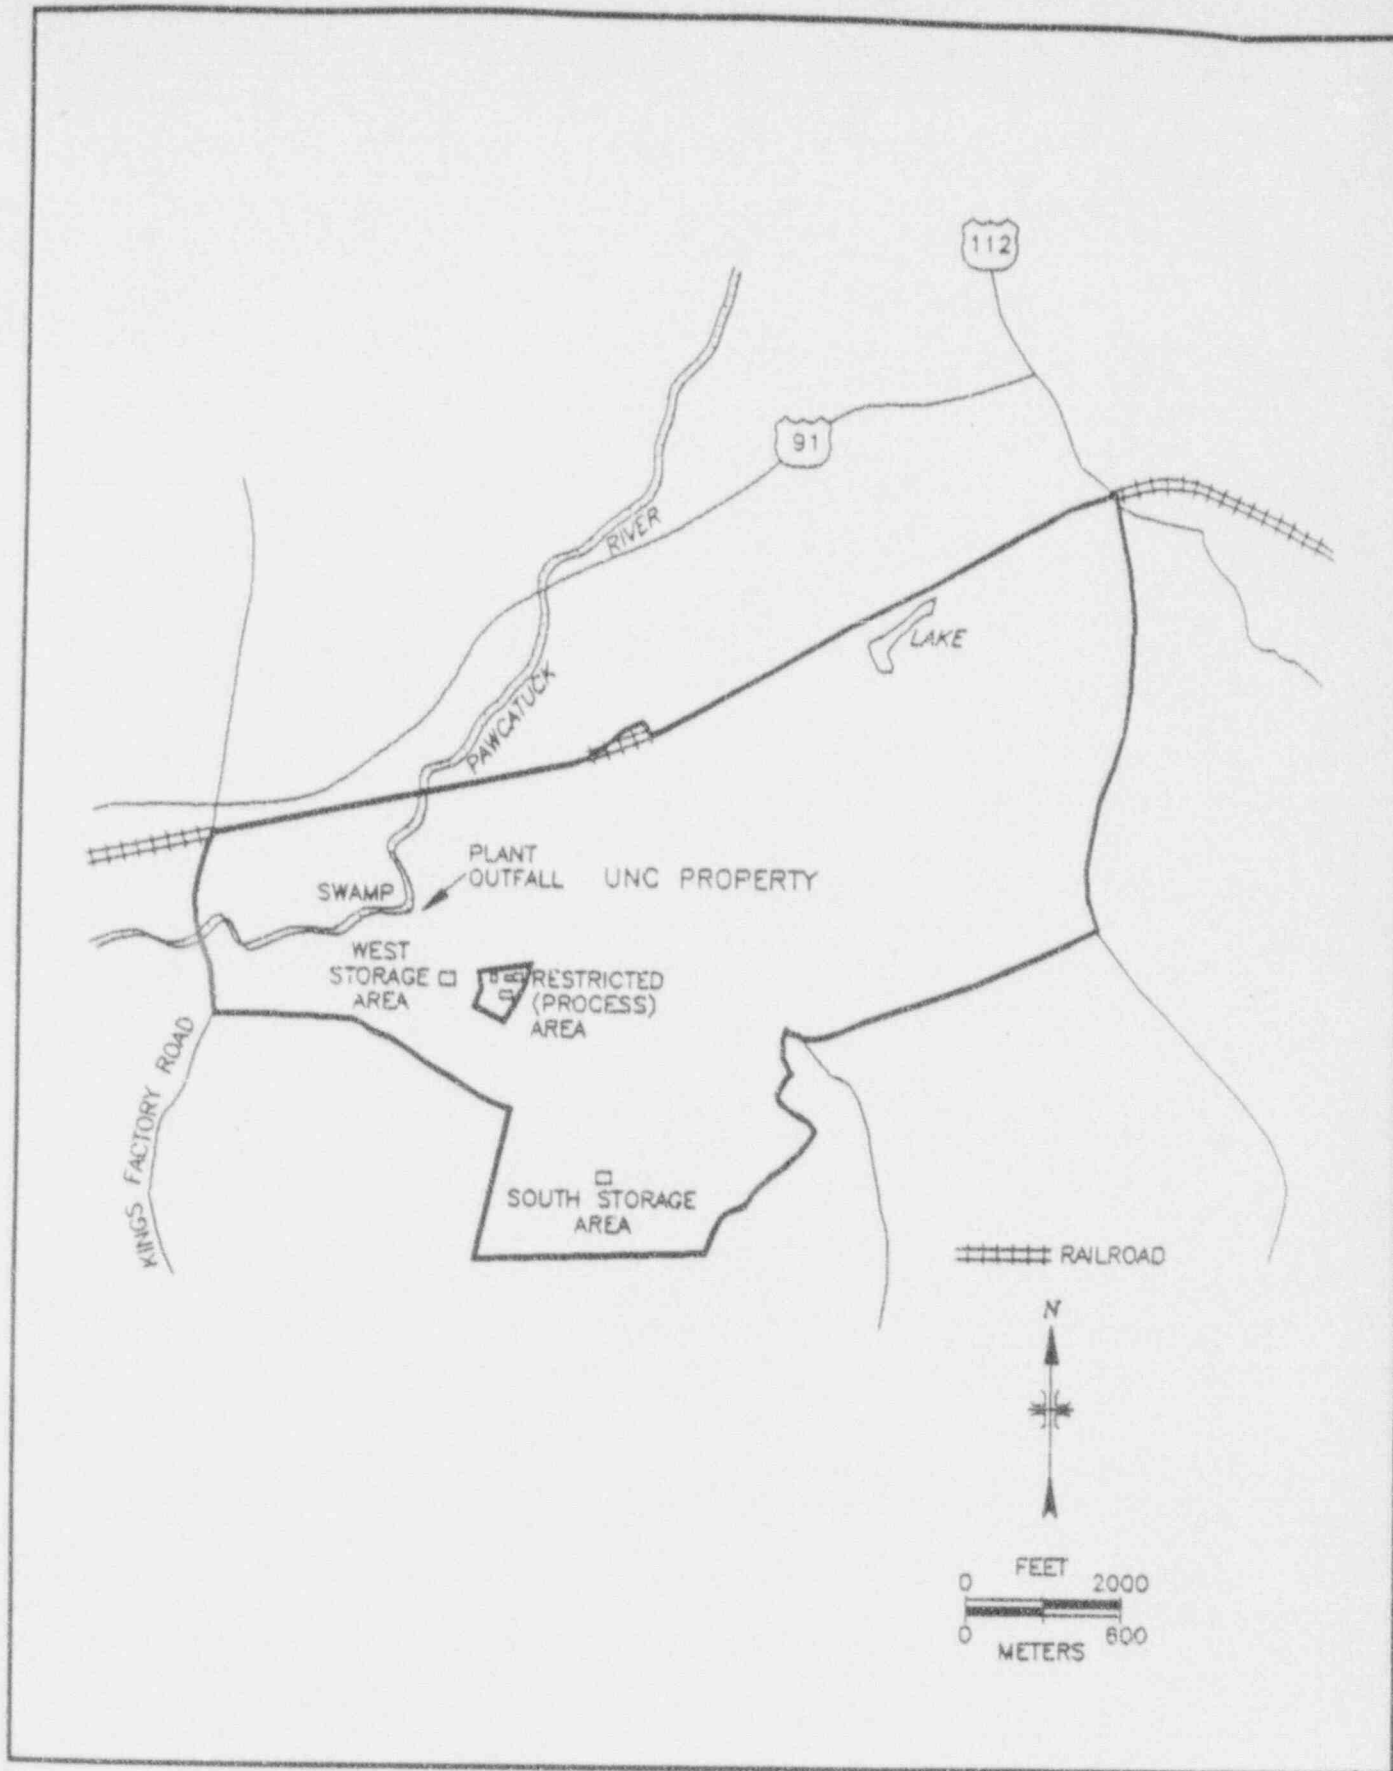 112
91
RIVER
LAKE
PAWCATUCK
PLANT
OUTFALL
UNC PROPERTY
SWAMP
WEST
STORAGE
AREA
RESTRICTED
(PROCESS)
AREA
KINGS FACTORY ROAD
SOUTH STORAGE
AREA
RAILROAD
N
FEET
0 2000
0 600
METERS